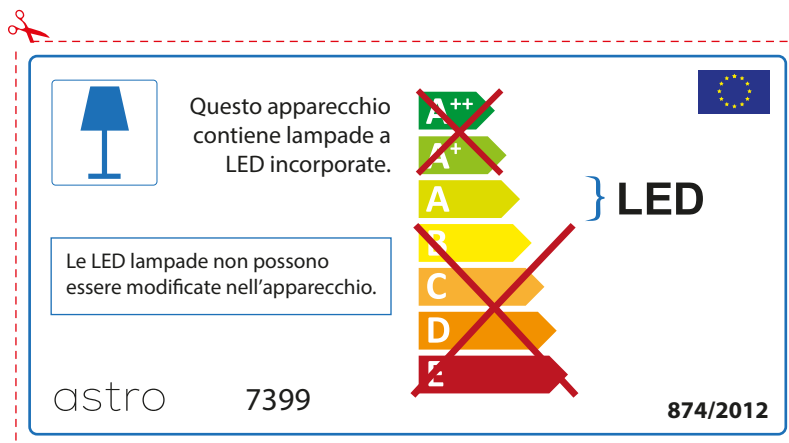 Questo apparecchio
contiene lampade a
LED incorporate.
A++
A+
A
B
C
D
E
LED
Le LED lampade non possono
essere modificate nell'apparecchio.
astro
7399
874/2012